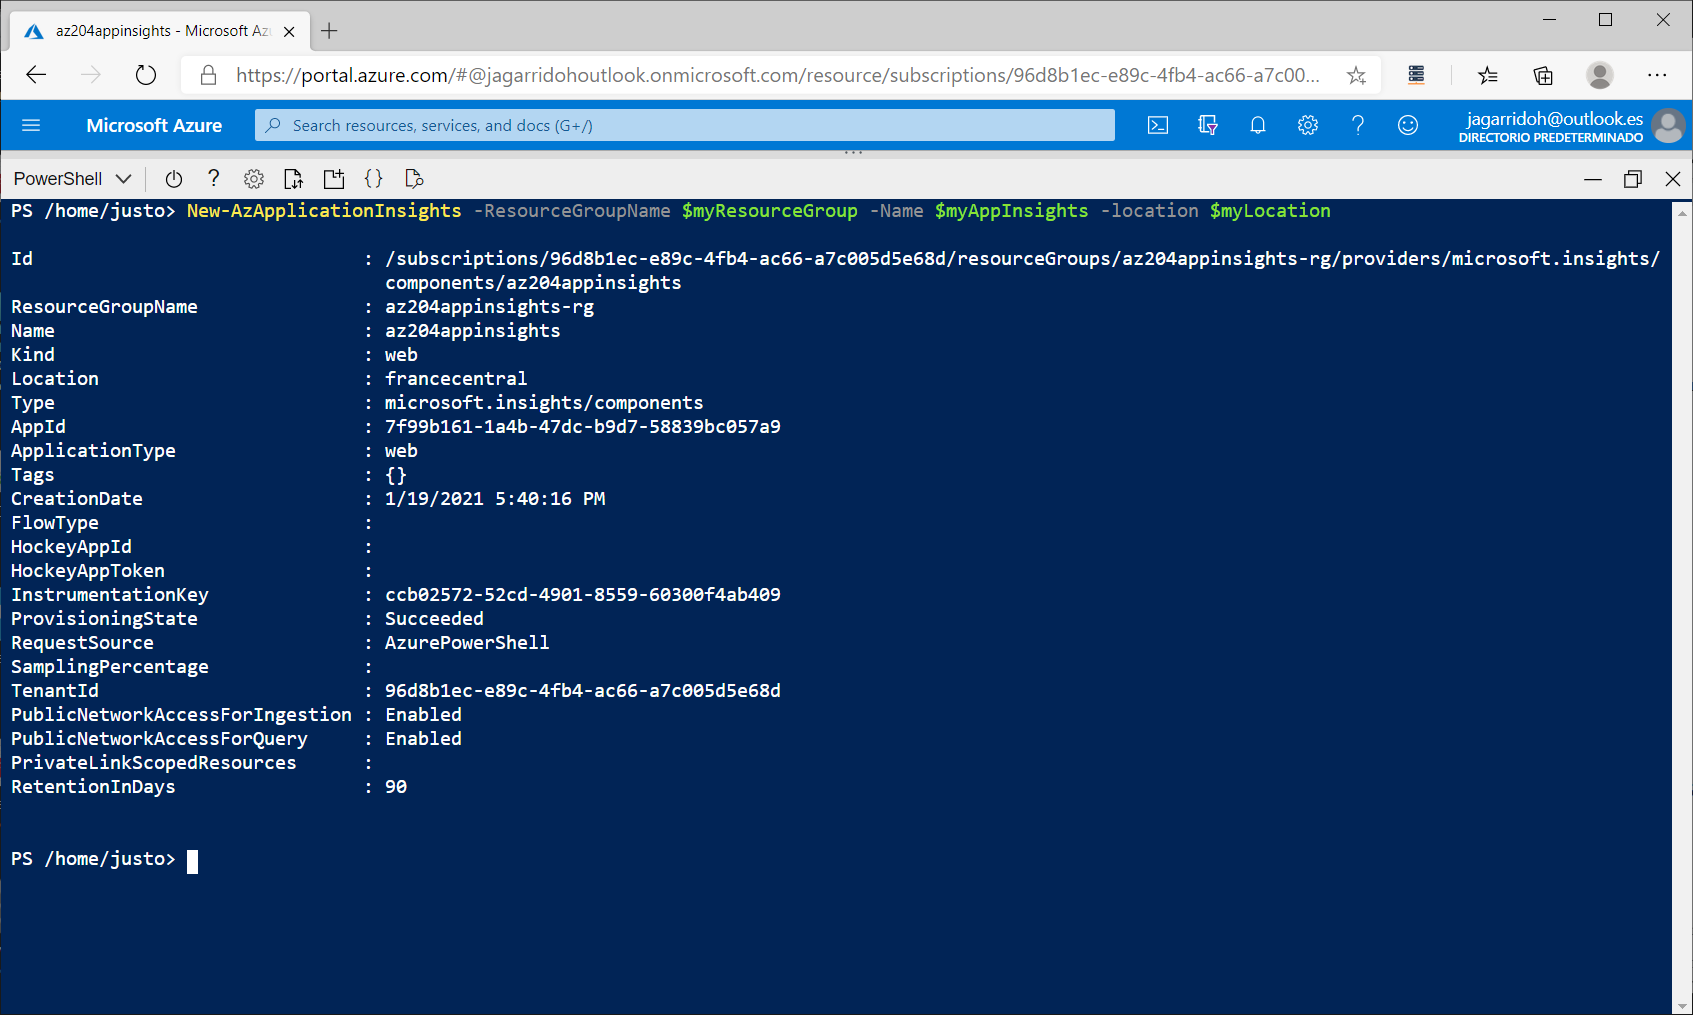 az204appinsights - Microsoft Az
https://portal.azure.com/#@jagarridohoutlook.onmicrosoft.com/resource/subscriptions/96d8b1ec-e89c-4fb4-ac66-a7c00...
Microsoft Azure
Search resources, services, and docs (G+/)
jagarridoh@outlook.es
DIRECTORIO PREDETERMINADO
PowerShell
PS /home/justo> New-AzApplicationInsights -ResourceGroupName $myResourceGroup -Name $myAppInsights -location $myLocation
Id : /subscriptions/96d8b1ec-e89c-4fb4-ac66-a7c005d5e68d/resourceGroups/az204appinsights-rg/providers/microsoft.insights/
components/az204appinsights
ResourceGroupName : az204appinsights-rg
Name : az204appinsights
Kind : web
Location : francecentral
Type : microsoft.insights/components
AppId : 7f99b161-1a4b-47dc-b9d7-58839bc057a9
ApplicationType : web
Tags : {}
CreationDate : 1/19/2021 5:40:16 PM
FlowType :
HockeyAppId :
HockeyAppToken :
InstrumentationKey : ccb02572-52cd-4901-8559-60300f4ab409
ProvisioningState : Succeeded
RequestSource : AzurePowerShell
SamplingPercentage :
TenantId : 96d8b1ec-e89c-4fb4-ac66-a7c005d5e68d
PublicNetworkAccessForIngestion : Enabled
PublicNetworkAccessForQuery : Enabled
PrivateLinkScopedResources :
RetentionInDays : 90
PS /home/justo>